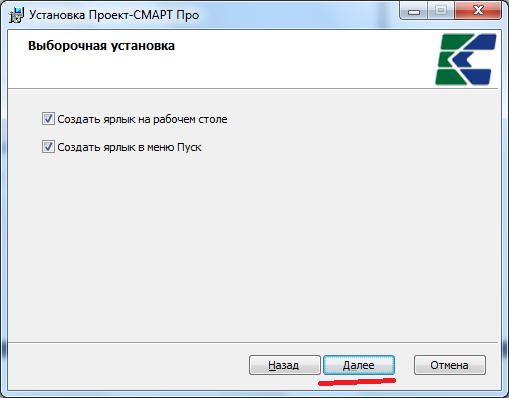 Установка Проект-СМАРТ Про
Выборочная установка
Создать ярлык на рабочем столе
Создать ярлык в меню Пуск
Назад
Далее
Отмена